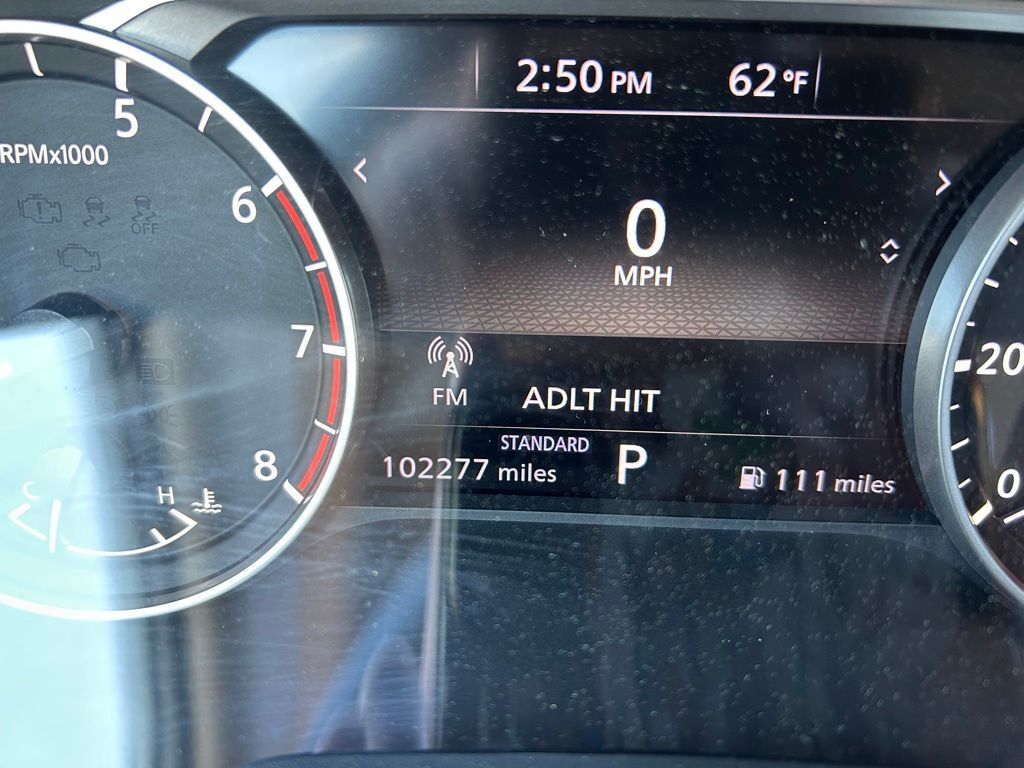 2:50 PM 62 °F
5
RPMx1000
6
OFF
0
MPH
7
20
FM ADLT HIT
STANDARD
8
102277 miles P 111 miles
0
C H